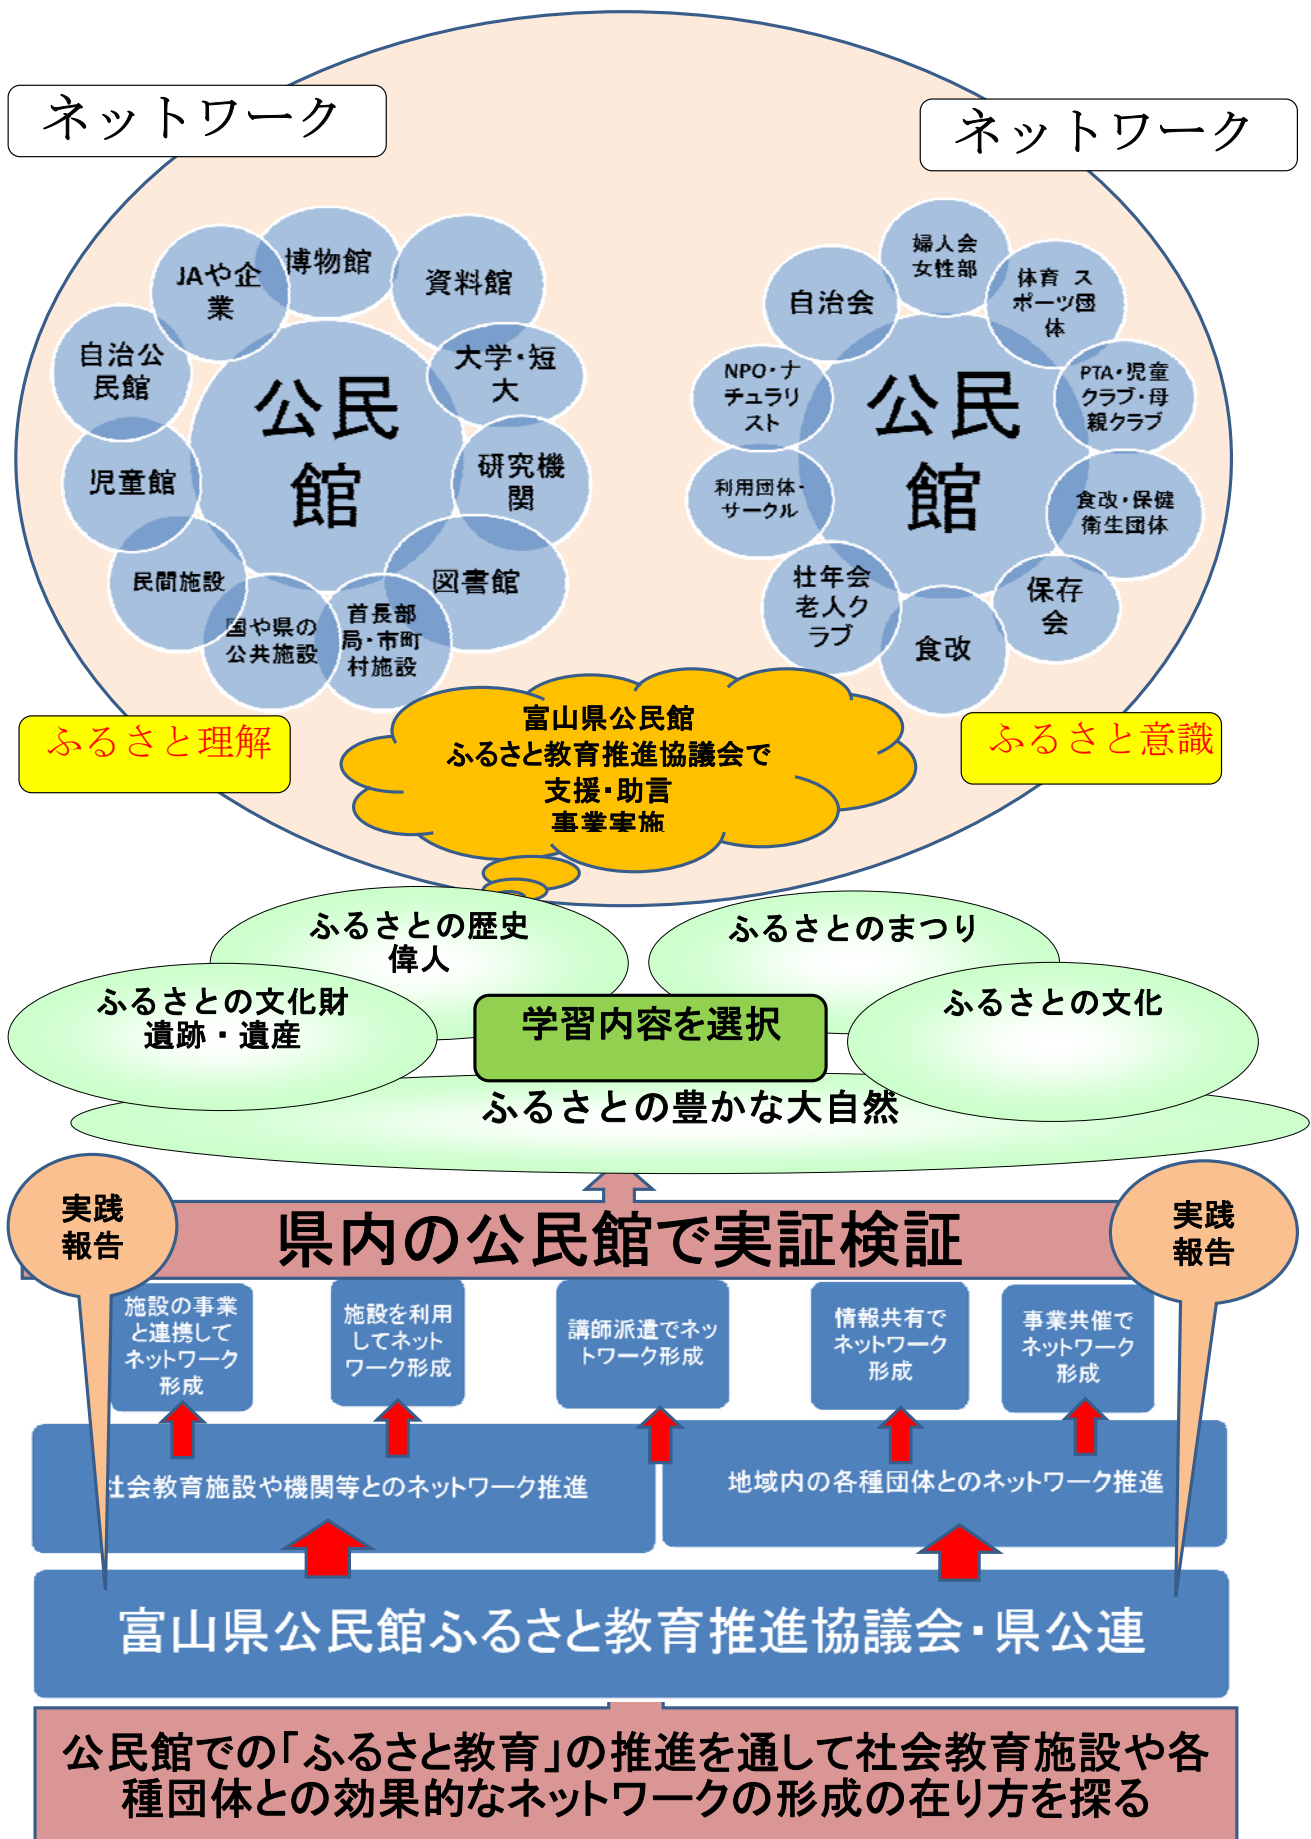 ネットワーク
ネットワーク
博物館
JAや企
業
資料館
自治公
民館
大学・短
大
公民
館
児童館
研究機
関
民間施設
図書館
国や県の
公共施設
首長部
局・市町
村施設
婦人会
女性部
自治会
体育 ス
ポーツ団
体
NPO・ナ
チュラリ
スト
PTA・児童
クラブ・母
親クラブ
公民
館
利用団体・
サークル
食改・保健
衛生団体
壮年会
老人ク
ラブ
保存
会
食改
ふるさと理解
富山県公民館
ふるさと教育推進協議会で
支援・助言
事業実施
ふるさと意識
ふるさとの歴史
偉人
ふるさとのまつり
ふるさとの文化財
遺跡・遺産
学習内容を選択
ふるさとの文化
ふるさとの豊かな大自然
実践
報告
県内の公民館で実証検証
実践
報告
施設の事業
と連携して
ネットワーク
形成
施設を利用
してネット
ワーク形成
講師派遣でネッ
トワーク形成
情報共有で
ネットワーク
形成
事業共催で
ネットワーク
形成
社会教育施設や機関等とのネットワーク推進
地域内の各種団体とのネットワーク推進
富山県公民館ふるさと教育推進協議会・県公連
公民館での「ふるさと教育」の推進を通して社会教育施設や各
種団体との効果的なネットワークの形成の在り方を探る